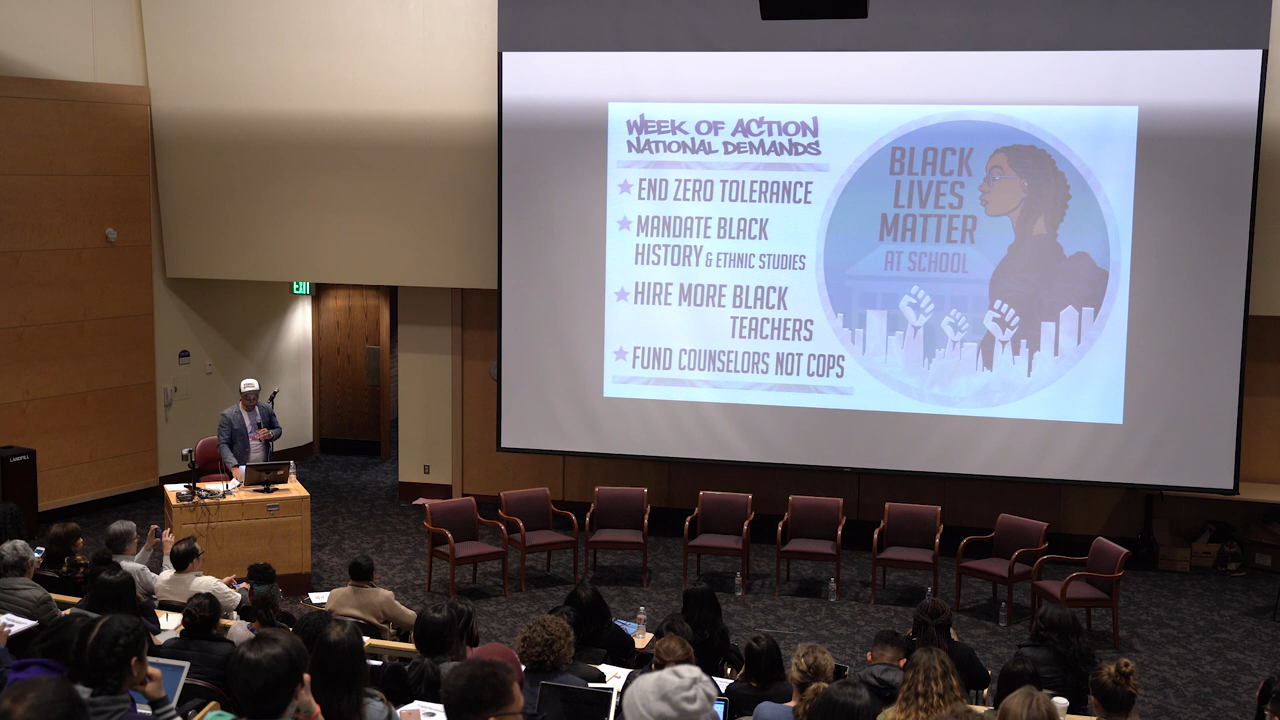 WEEK OF ACTION
NATIONAL DEMANDS
END ZERO TOLERANCE
MANDATE BLACK
HISTORY & ETHNIC STUDIES
HIRE MORE BLACK
TEACHERS
FUND COUNSELORS NOT COPS
BLACK
LIVES
MATTER
AT SCHOOL
EXIT
LANDFILL